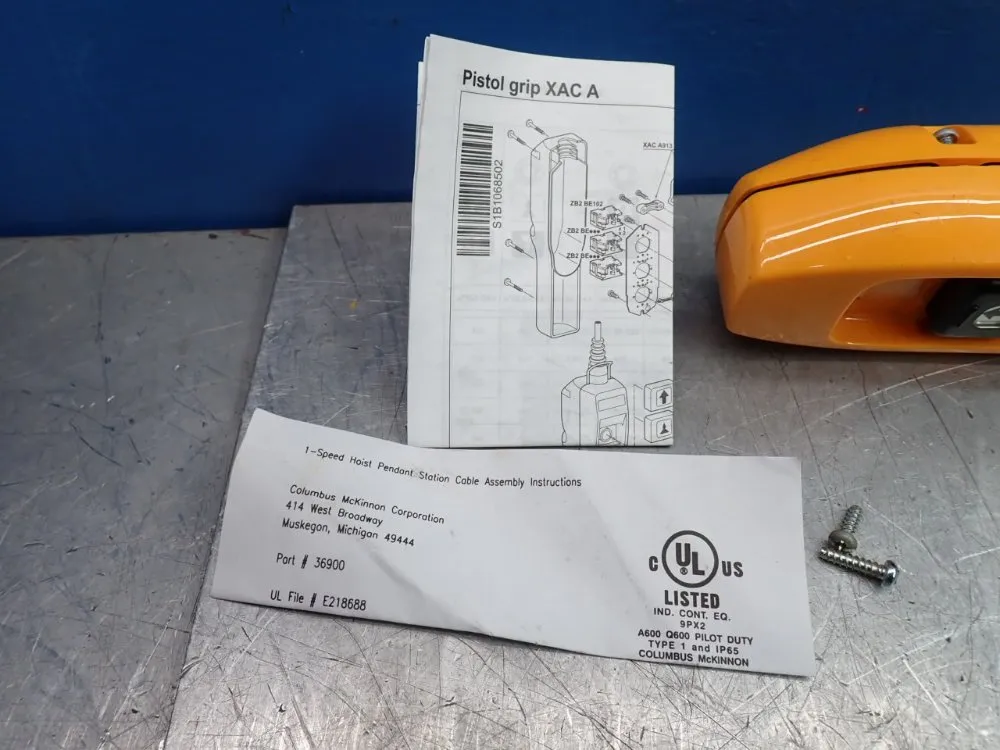 Pistol grip XAC A
S1B1068502
XAC A913
ZB2 BE102
ZB2 BE●●●
ZB2 BE●●●
1-Speed Hoist Pendant Station Cable Assembly Instructions
Columbus McKinnon Corporation
414 West Broadway
Muskegon, Michigan 49444
Part # 36900
UL File # E218688
C UL ® US
LISTED
IND. CONT. EQ.
9PX2
A600 Q600 PILOT DUTY
TYPE 1 and IP65
COLUMBUS McKINNON